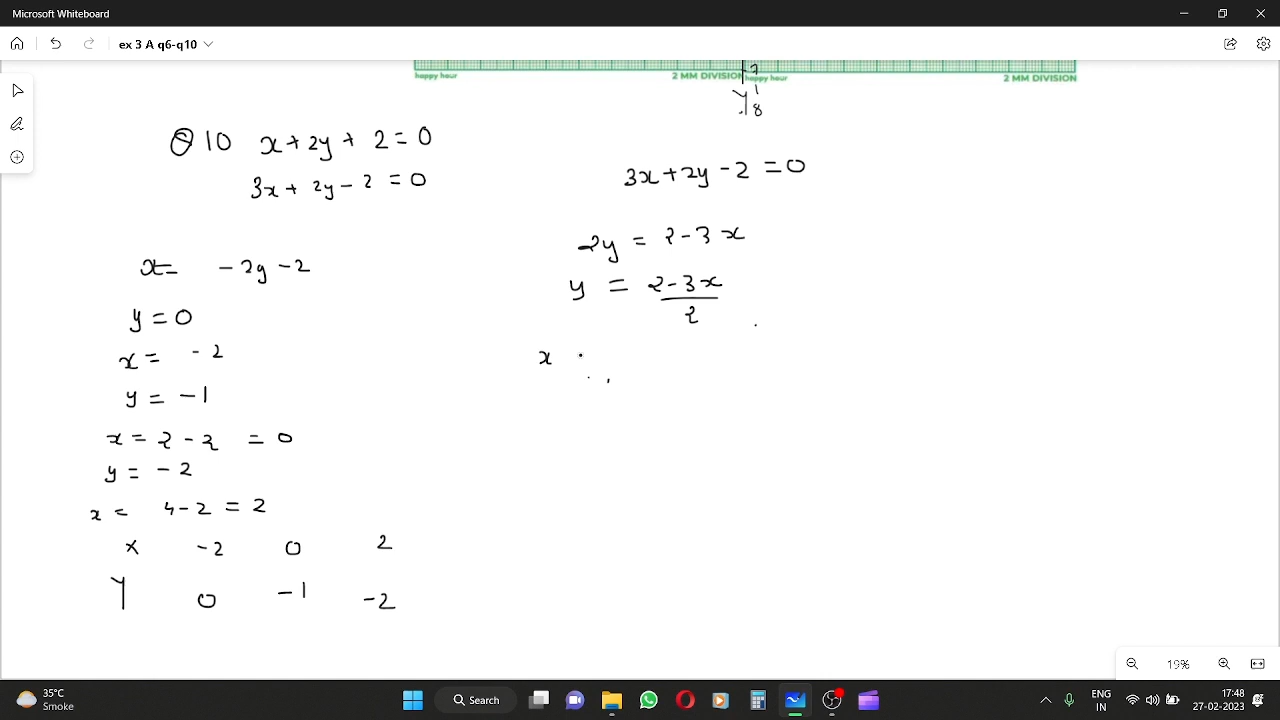 Microsoft Whiteboard
ex 3 A q6-q10
happy hour 2 MM DIVISION happy hour 2 MM DIVISION
7
Y' 8
Q 10 x + 2y + 2 = 0
3x + 2y - 2 = 0
x = -2y - 2
y = 0
x = -2
y = -1
x = 2 - 2 = 0
y = -2
x = 4 - 2 = 2
x -2 0 2
Y 0 -1 -2
3x + 2y - 2 = 0
2y = 2 - 3x
y = 2 - 3x
2
x
19%
35°C
Smoke
Search
ENG
IN
17:40
27-02-2023